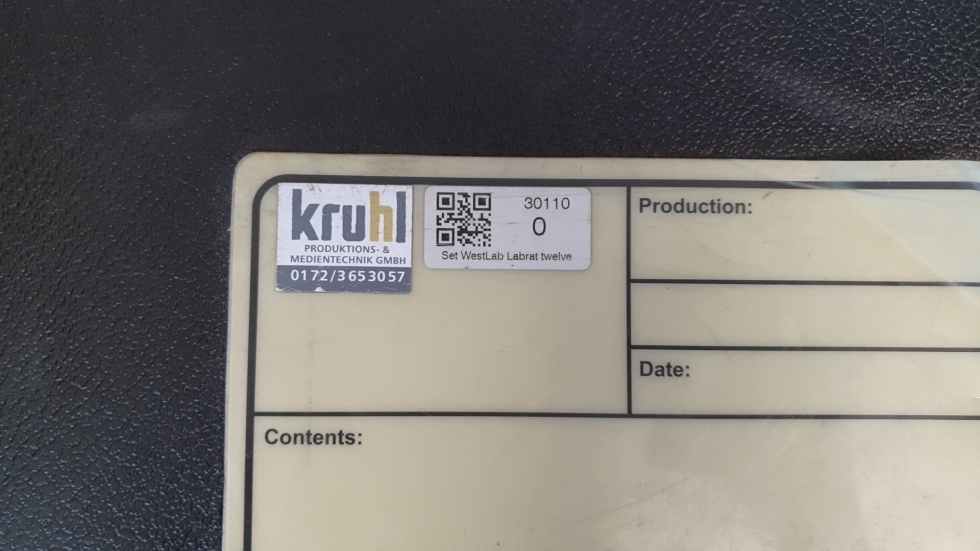 kruhl
PRODUKTIONS- &
MEDIENTECHNIK GMBH
0172/3653057
30110
0
Set WestLab Labrat twelve
Production:
Date:
Contents: